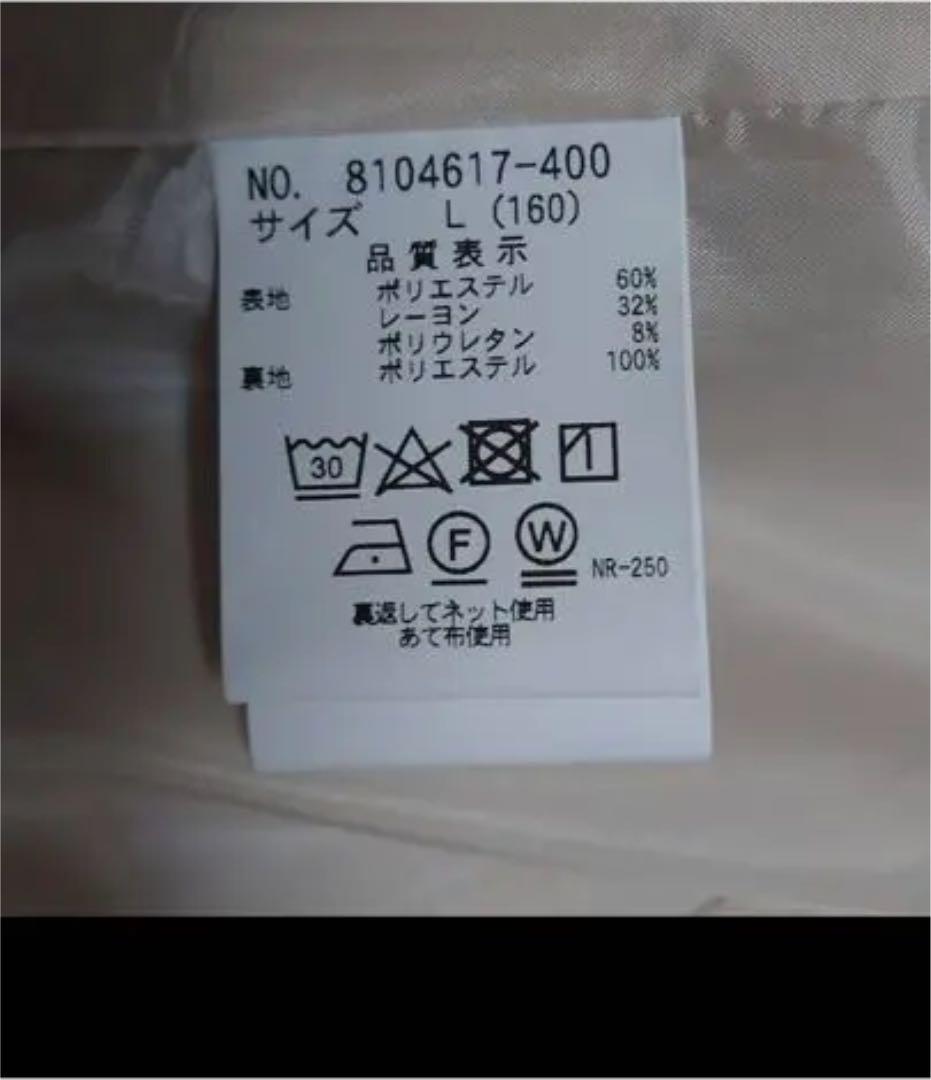 NO. 8104617-400
サイズ L (160)
品質表示
表地 ポリエステル 60%
レーヨン 32%
ポリウレタン 8%
裏地 ポリエステル 100%
30
F W NR-250
裏返してネット使用
あて布使用